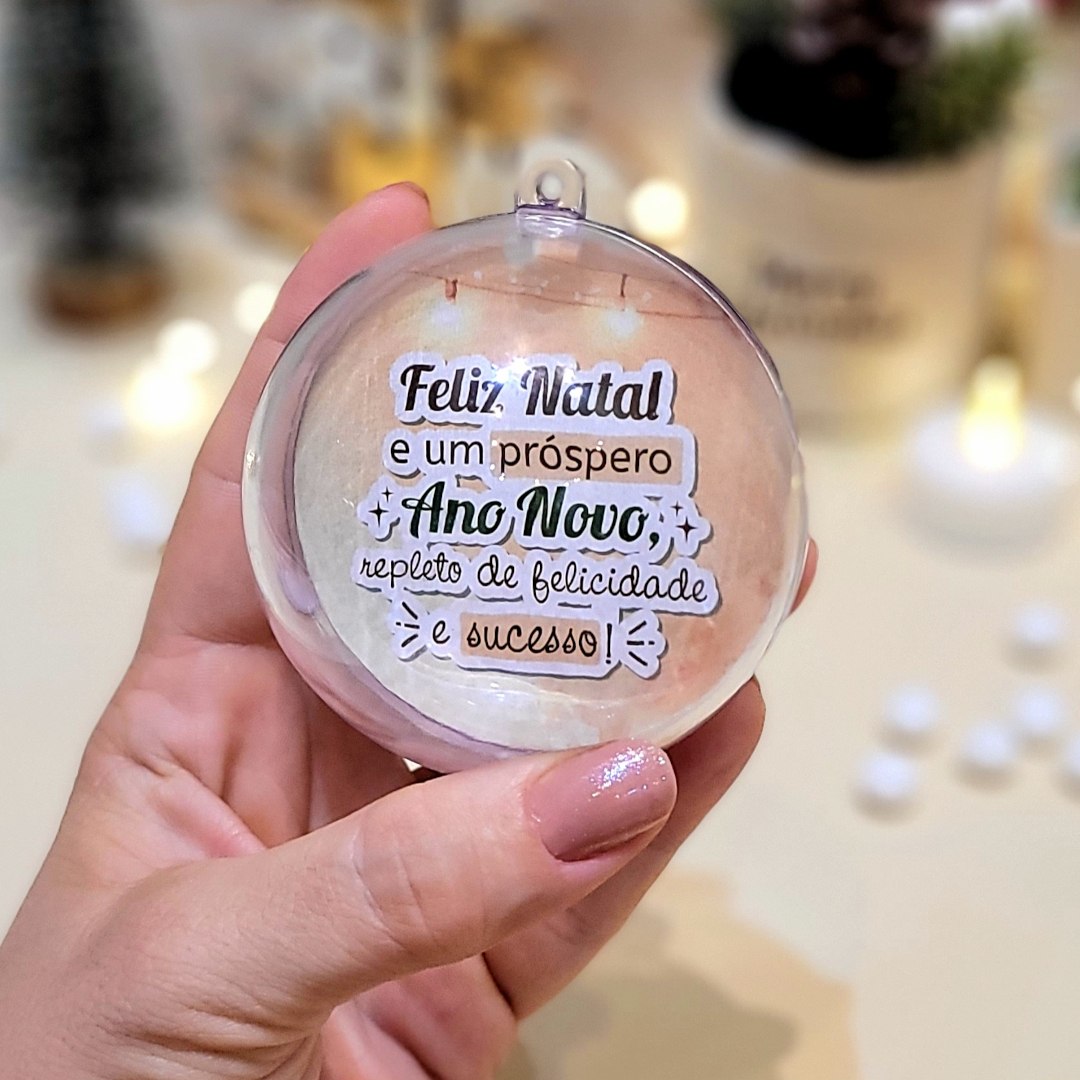 Feliz Natal
e um próspero
Ano Novo,
repleto de felicidade
e sucesso!